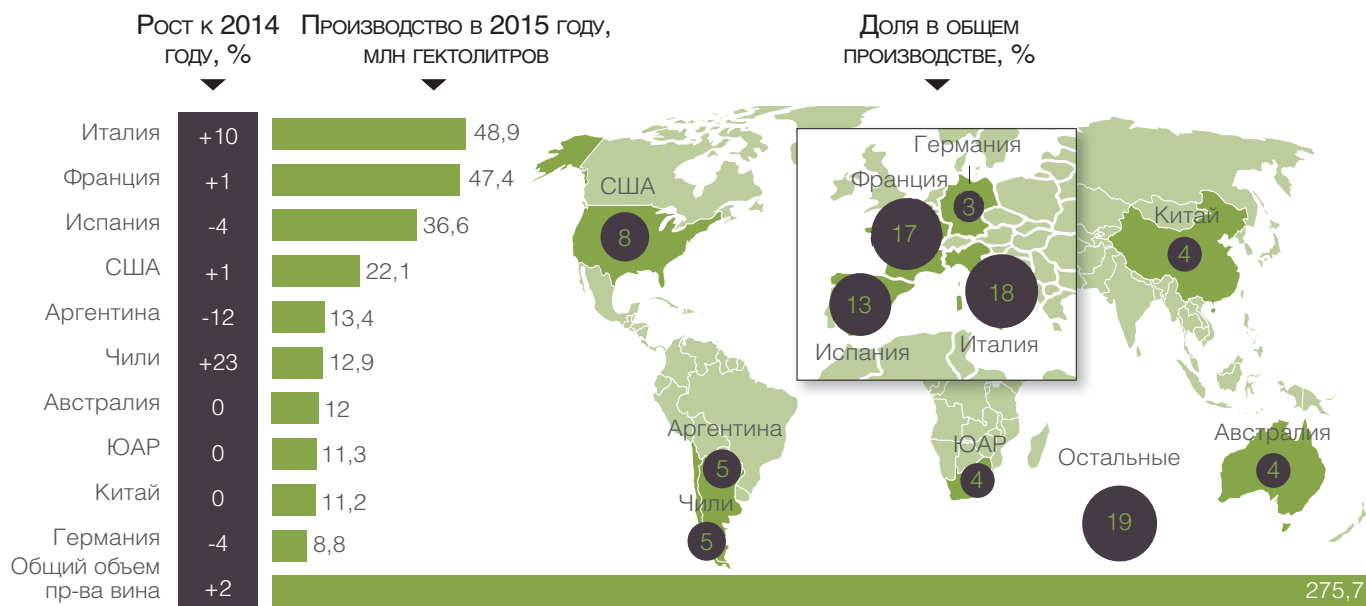 Рост к 2014
году, %
Производство в 2015 году,
млн гектолитров
Доля в общем
производстве, %
Италия +10 48,9
Франция +1 47,4
Испания -4 36,6
США +1 22,1
Аргентина -12 13,4
Чили +23 12,9
Австралия 0 12
ЮАР 0 11,3
Китай 0 11,2
Германия -4 8,8
Общий объем
пр-ва вина +2 275,7
США
8
Германия
3
Франция
17
Испания
13
Италия
18
Китай
4
Аргентина
5
Чили
5
ЮАР
4
Остальные
19
Австралия
4